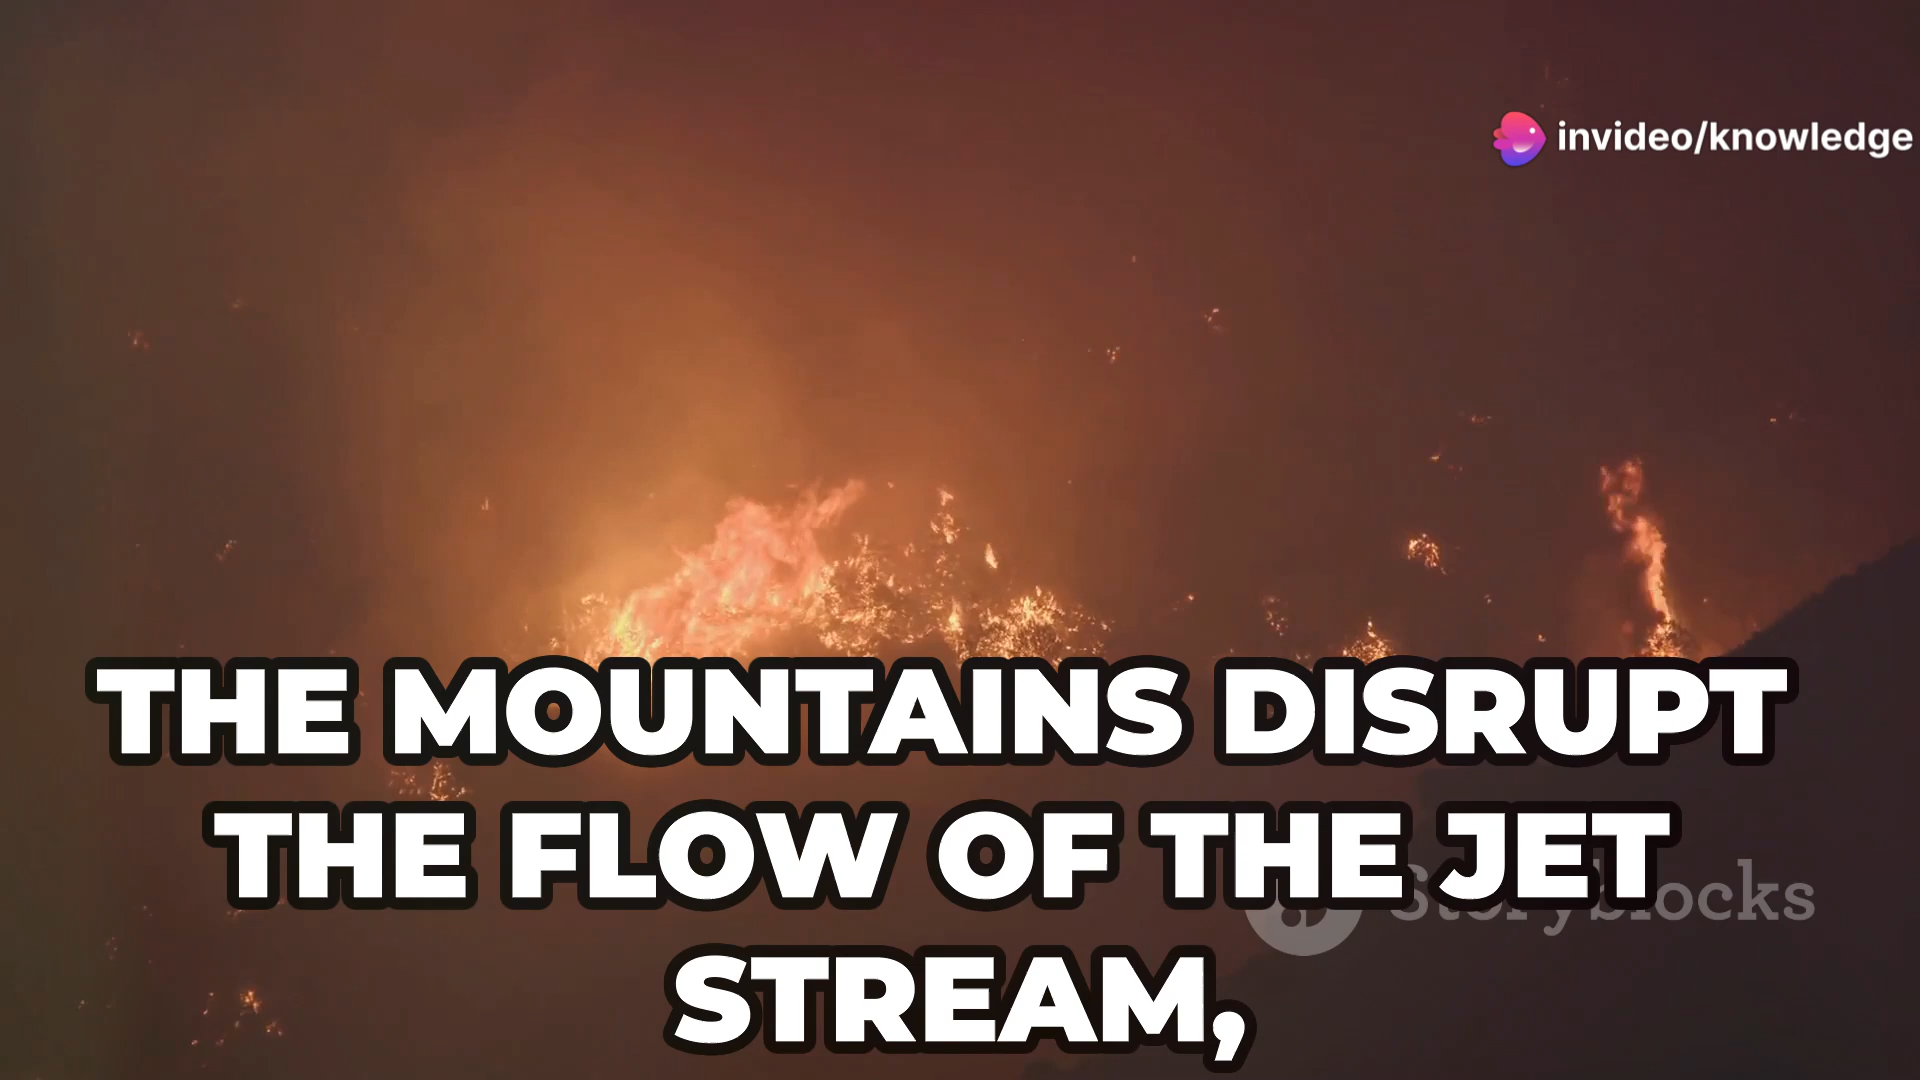 invideo/knowledge
THE MOUNTAINS DISRUPT
THE FLOW OF THE JET
Storyblocks
STREAM,